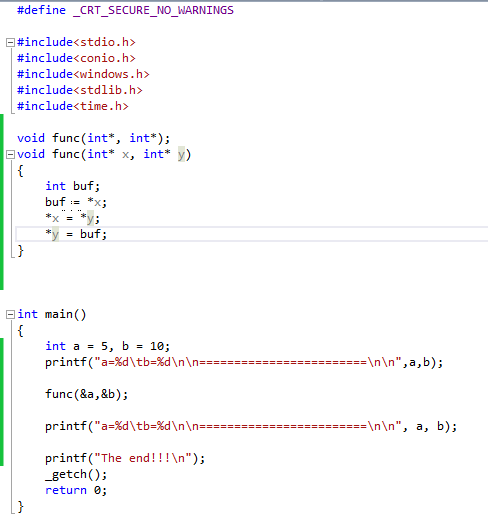 #define _CRT_SECURE_NO_WARNINGS
#include<stdio.h>
#include<conio.h>
#include<windows.h>
#include<stdlib.h>
#include<time.h>
void func(int*, int*);
void func(int* x, int* y)
{
int buf;
buf = *x;
*x = *y;
*y = buf;
}
int main()
{
int a = 5, b = 10;
printf("a=%d\tb=%d\n\n========================\n\n",a,b);
func(&a,&b);
printf("a=%d\tb=%d\n\n========================\n\n", a, b);
printf("The end!!!\n");
_getch();
return 0;
}